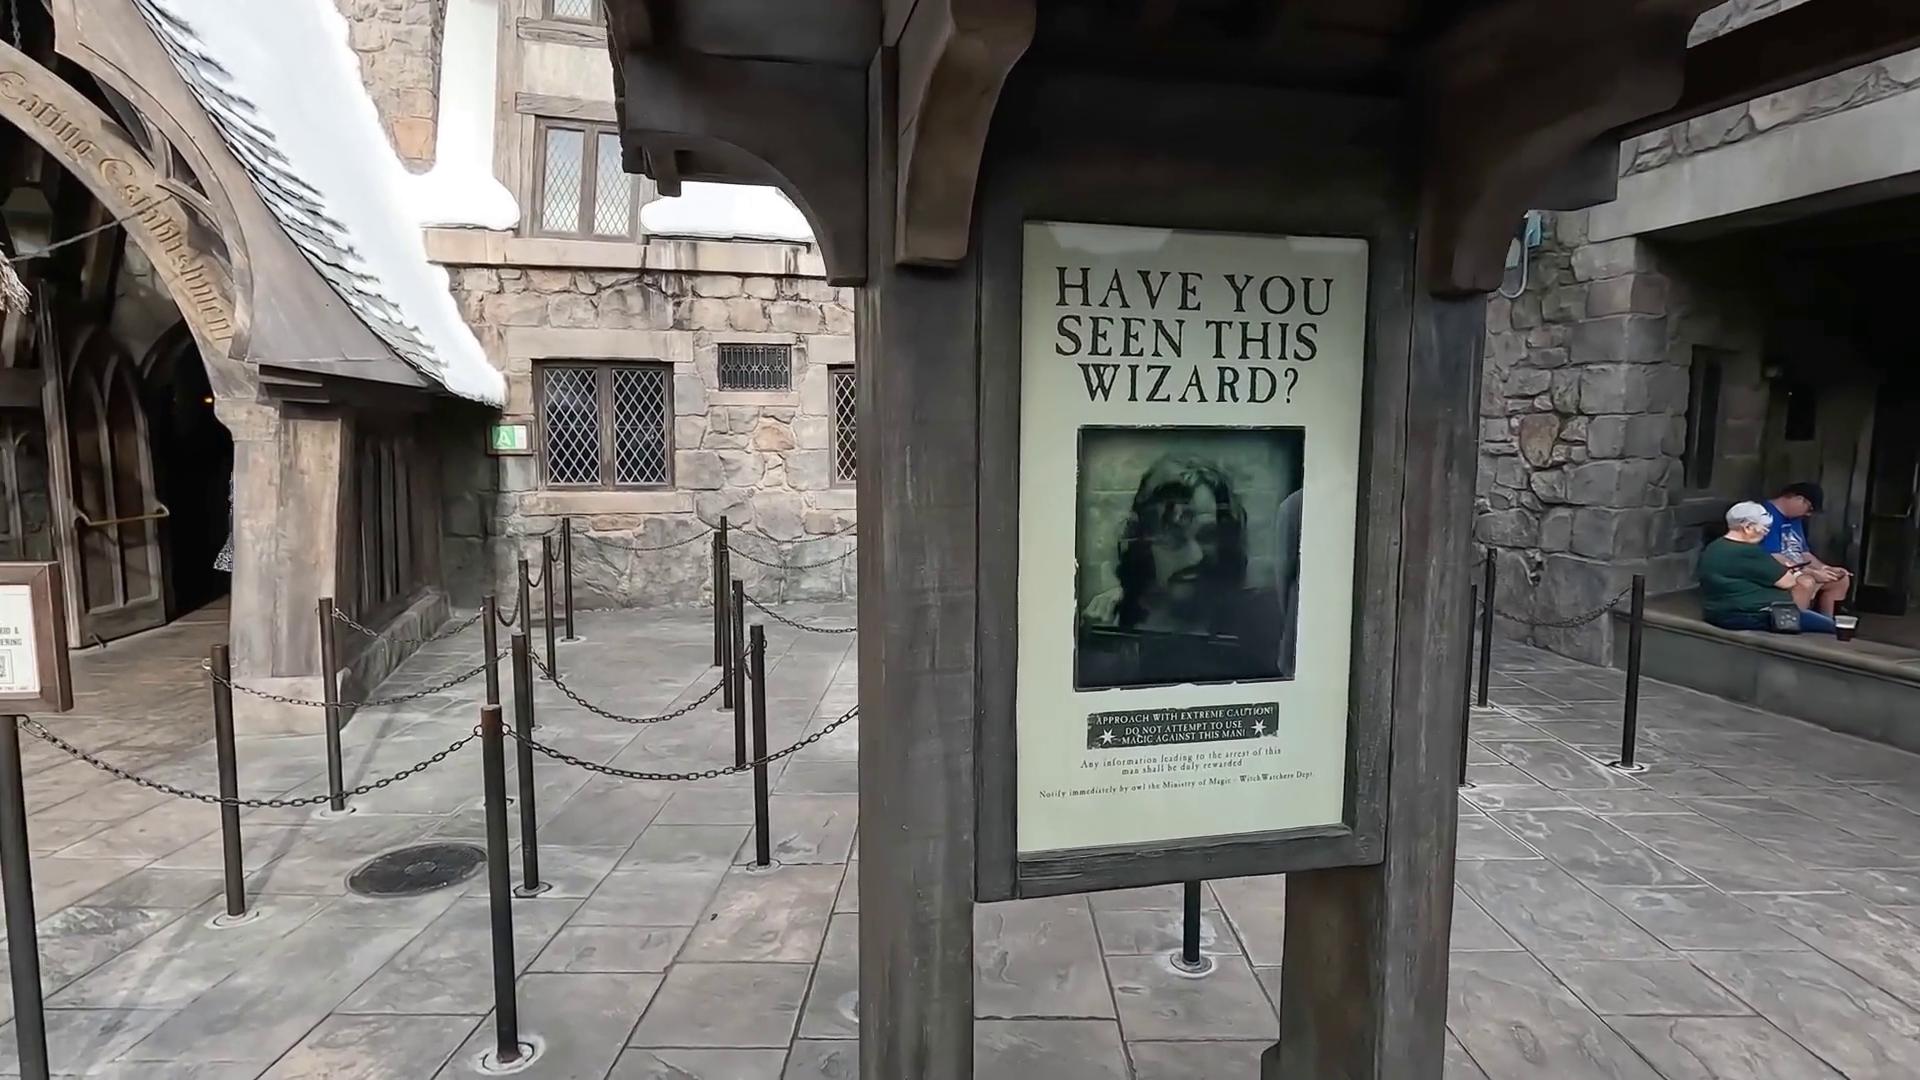 Eating Establishment
A
HAVE YOU
SEEN THIS
WIZARD?
APPROACH WITH EXTREME CAUTION!
DO NOT ATTEMPT TO USE
MAGIC AGAINST THIS MAN!
Any information leading to the arrest of this
man shall be duly rewarded
Notify immediately by owl the Ministry of Magic - WitchWatchers Dept.